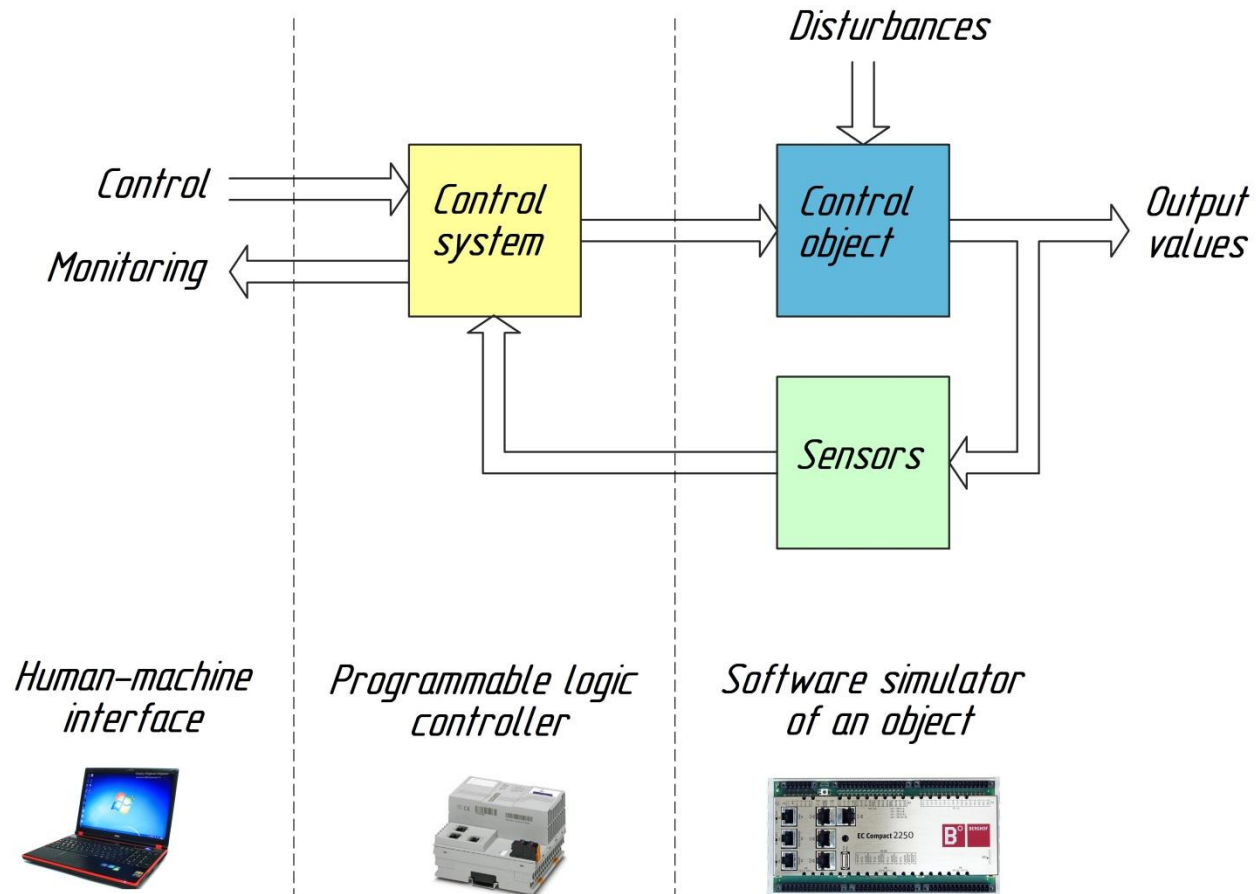 Disturbances
Control
Monitoring
Control
system
Control
object
Output
values
Sensors
Human-machine
interface
Programmable logic
controller
Software simulator
of an object
EC Compact 2250
B
BERGHOF